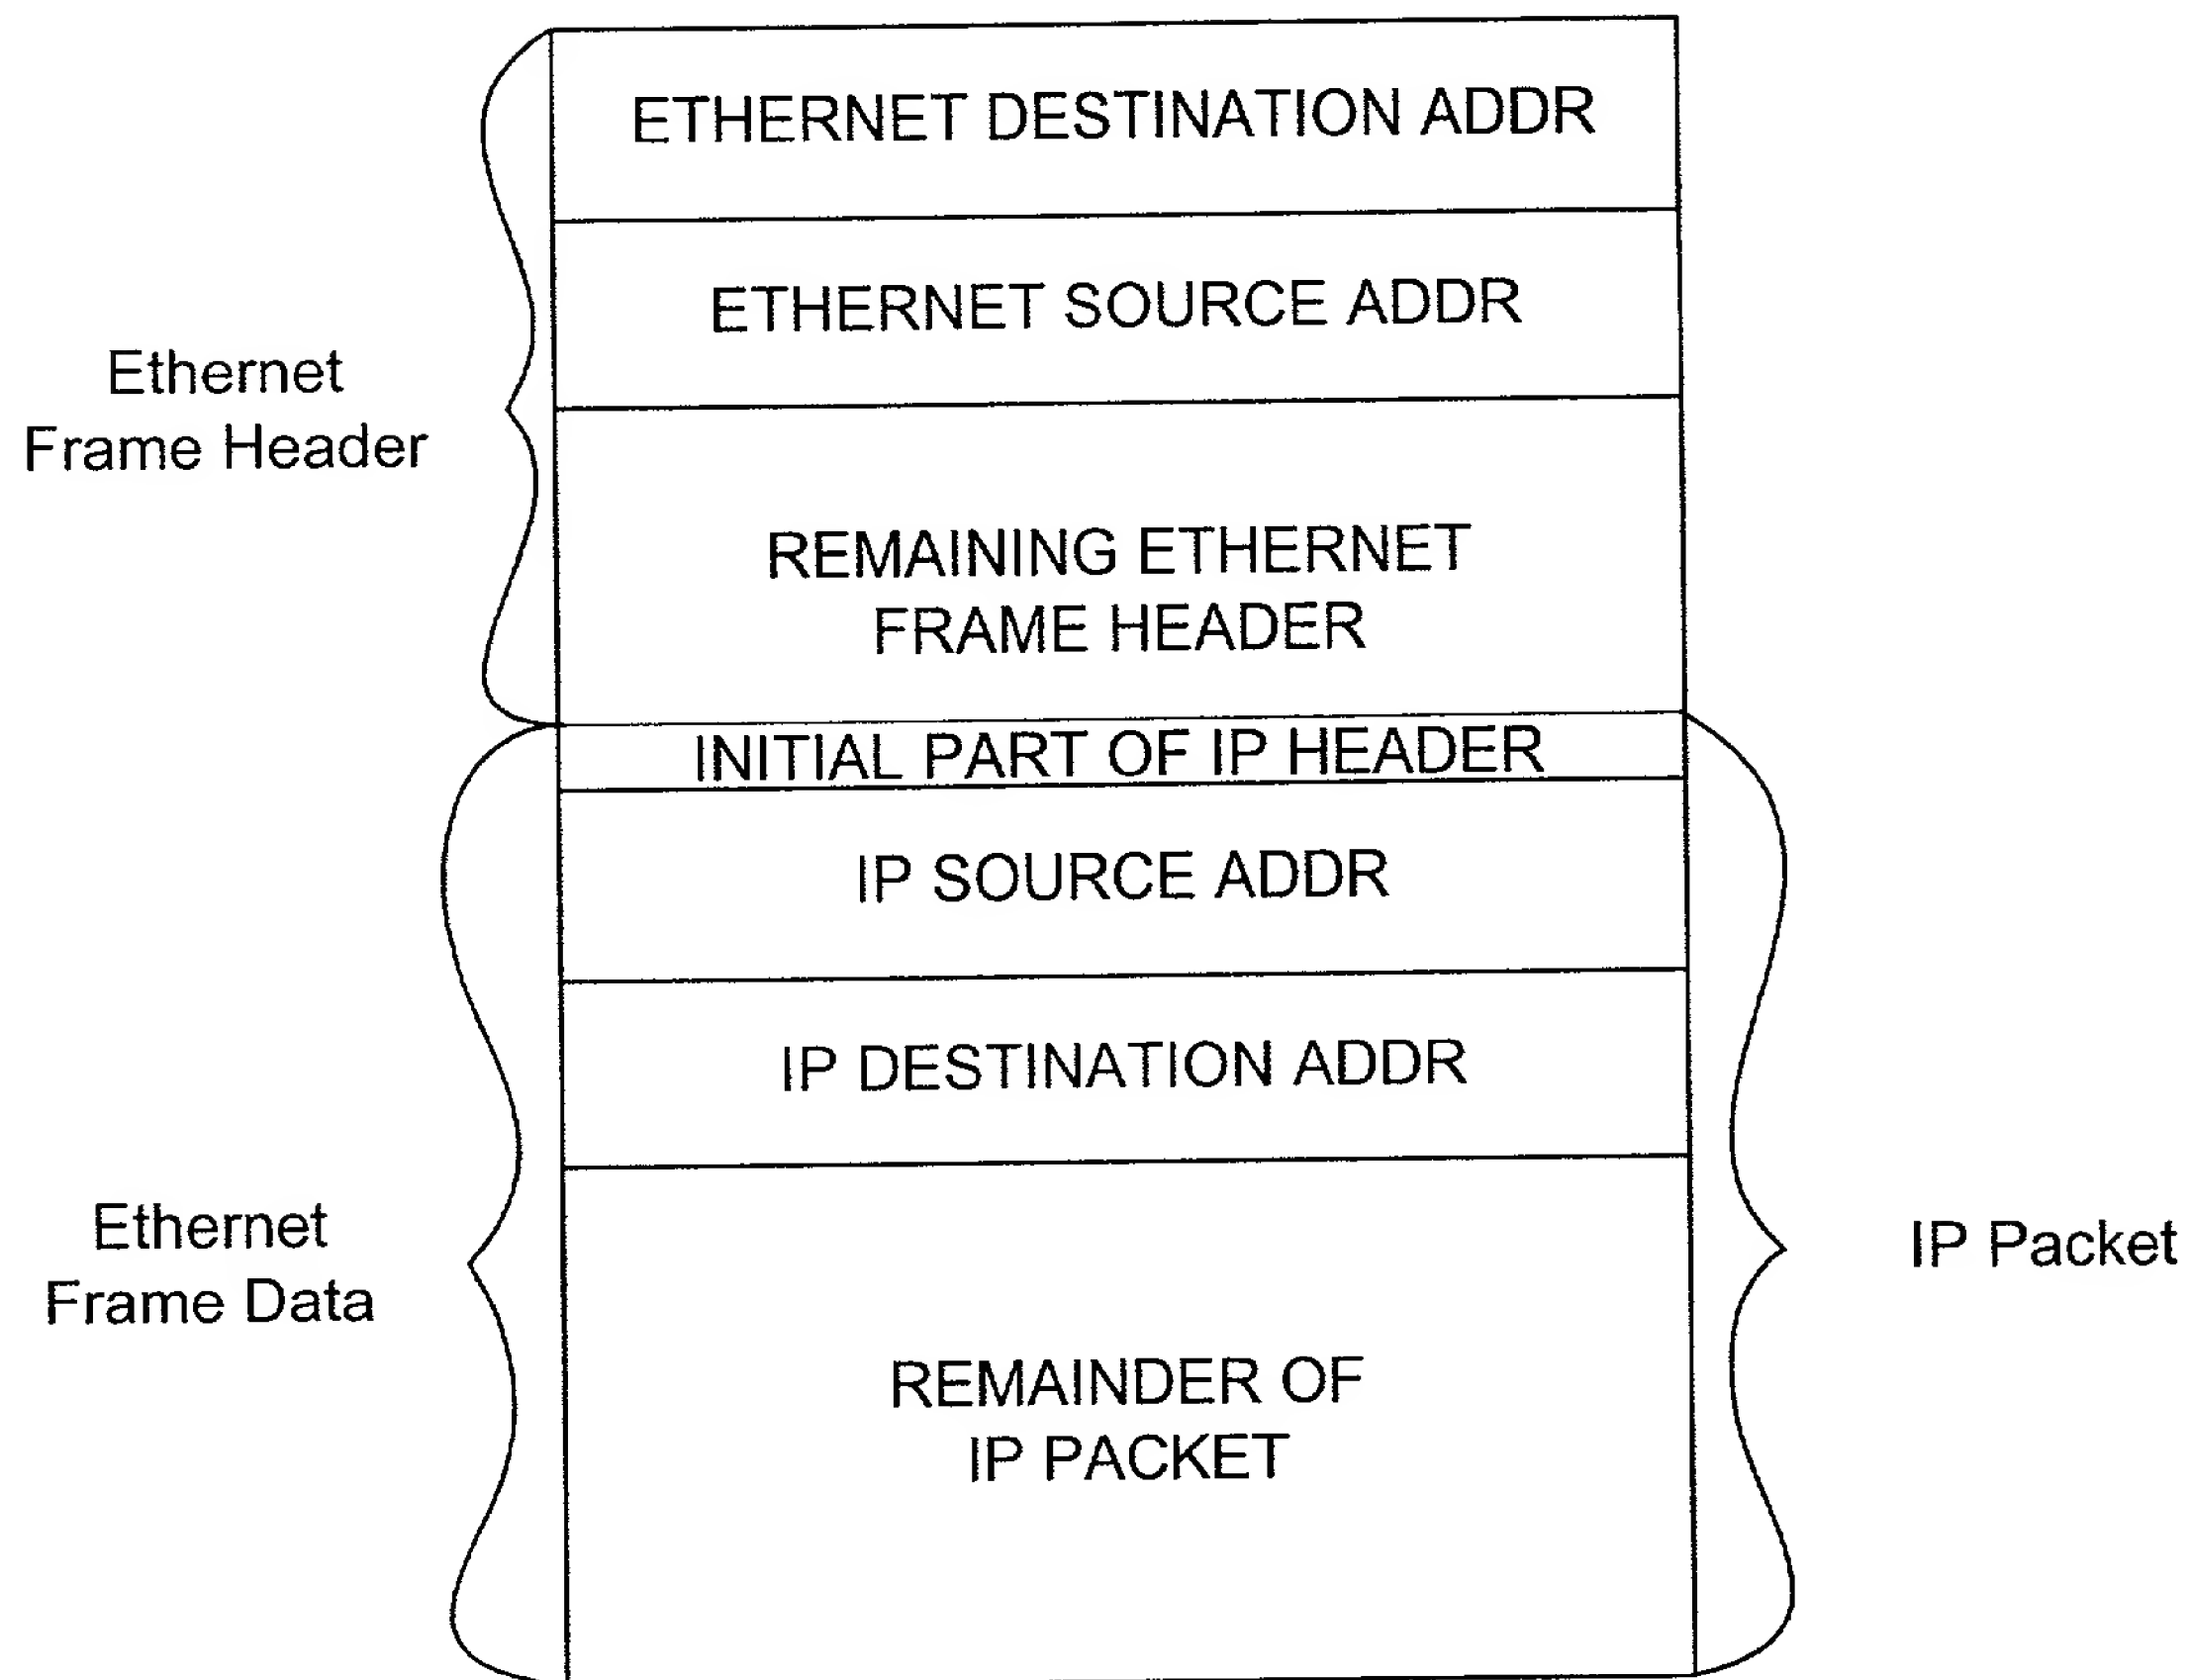 ETHERNET DESTINATION ADDR
ETHERNET SOURCE ADDR
Ethernet
Frame Header
REMAINING ETHERNET
FRAME HEADER
INITIAL PART OF IP HEADER
IP SOURCE ADDR
IP DESTINATION ADDR
Ethernet
Frame Data
IP Packet
REMAINDER OF
IP PACKET